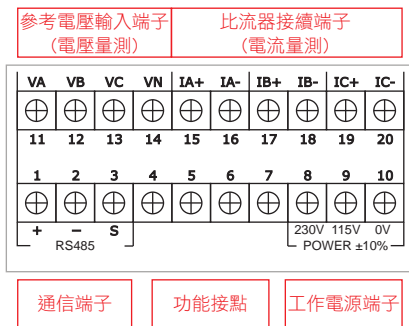 參考電壓輸入端子 比流器接續端子
(電壓量測) (電流量測)
VA VB VC VN IA+ IA- IB+ IB- IC+ IC-
11 12 13 14 15 16 17 18 19 20
1 2 3 4 5 6 7 8 9 10
+ − S 230V 115V 0V
RS485 POWER ±10%
通信端子 功能接點 工作電源端子